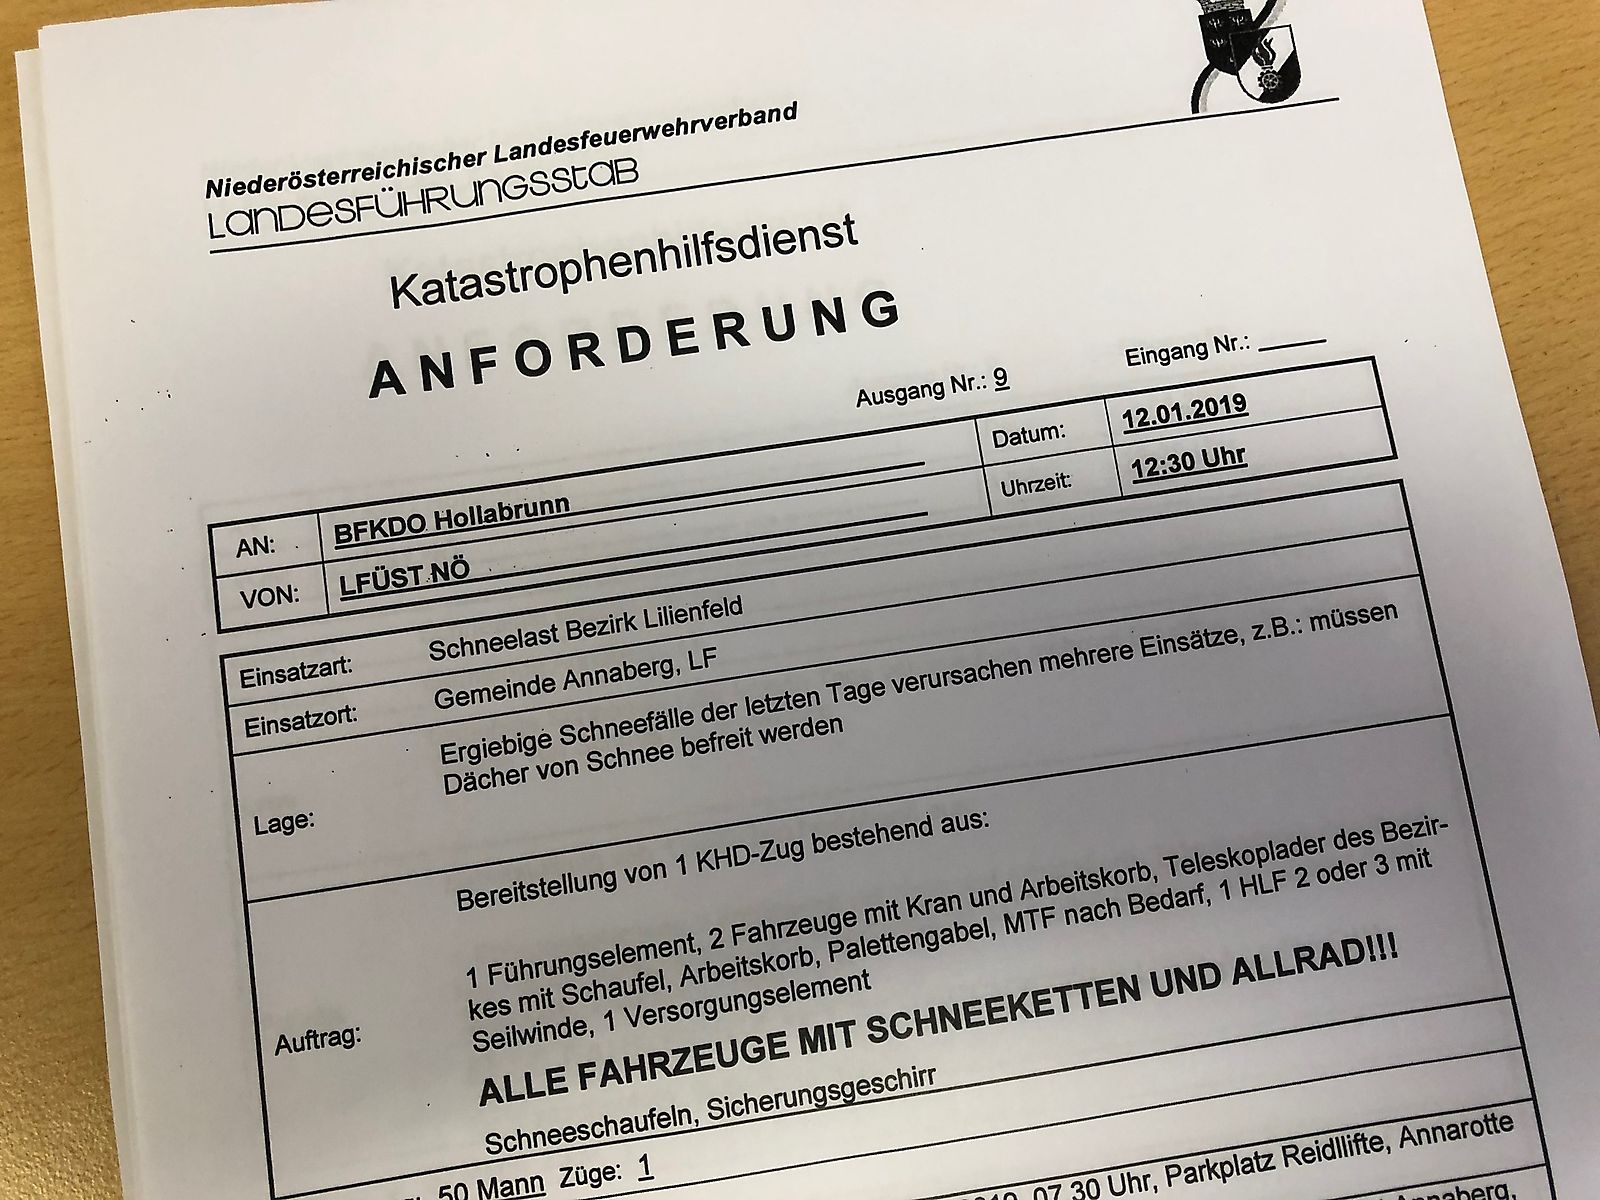 Niederösterreichischer Landesfeuerwehrverband
LANDESFÜHRUNGSSTAB
Katastrophenhilfsdienst
ANFORDERUNG
Ausgang Nr.: 9 Eingang Nr.:
AN: BFKDO Hollabrunn Datum: 12.01.2019
VON: LFÜST NÖ Uhrzeit: 12:30 Uhr
Einsatzart: Schneelast Bezirk Lilienfeld
Einsatzort: Gemeinde Annaberg, LF
Lage: Ergiebige Schneefälle der letzten Tage verursachen mehrere Einsätze, z.B.: müssen
Dächer von Schnee befreit werden
Auftrag: Bereitstellung von 1 KHD-Zug bestehend aus:
1 Führungselement, 2 Fahrzeuge mit Kran und Arbeitskorb, Teleskoplader des Bezir-
kes mit Schaufel, Arbeitskorb, Palettengabel, MTF nach Bedarf, 1 HLF 2 oder 3 mit
Seilwinde, 1 Versorgungselement
ALLE FAHRZEUGE MIT SCHNEEKETTEN UND ALLRAD!!!
Schneeschaufeln, Sicherungsgeschirr
50 Mann Züge: 1
07.30 Uhr, Parkplatz Reidllifte, Annarotte